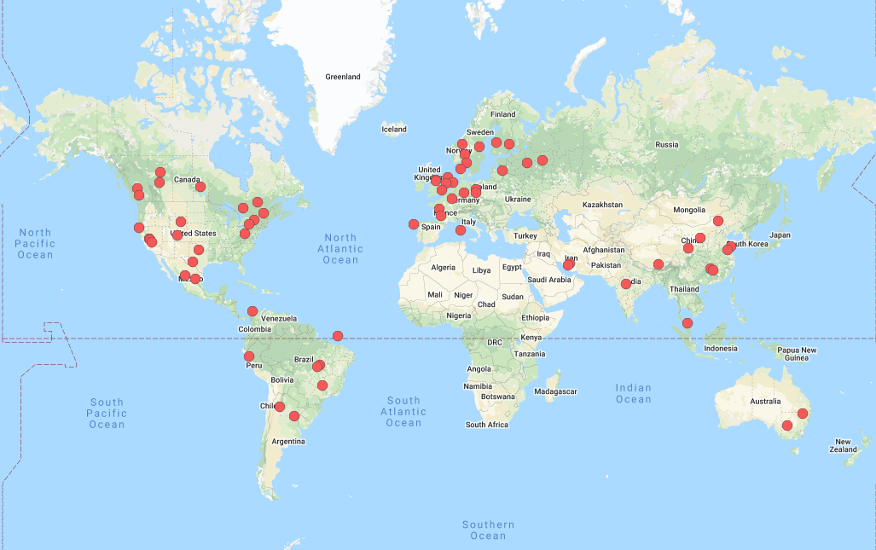 Greenland
Iceland
Finland
Sweden
Norway
Russia
United
Kingdom
Poland
Germany
Ukraine
France
Spain
Italy
Turkey
Kazakhstan
Mongolia
China
South Korea
Japan
Canada
United States
Mexico
North
Pacific
Ocean
North
Atlantic
Ocean
Algeria
Libya
Egypt
Iraq
Iran
Afghanistan
Pakistan
India
Saudi Arabia
Thailand
Mali
Niger
Chad
Sudan
Nigeria
Ethiopia
DRC
Kenya
Tanzania
Angola
Namibia
Botswana
Madagascar
South Africa
Venezuela
Colombia
Peru
Brazil
Bolivia
Chile
Argentina
South
Pacific
Ocean
South
Atlantic
Ocean
Indian
Ocean
Indonesia
Papua New
Guinea
Australia
New
Zealand
Southern
Ocean